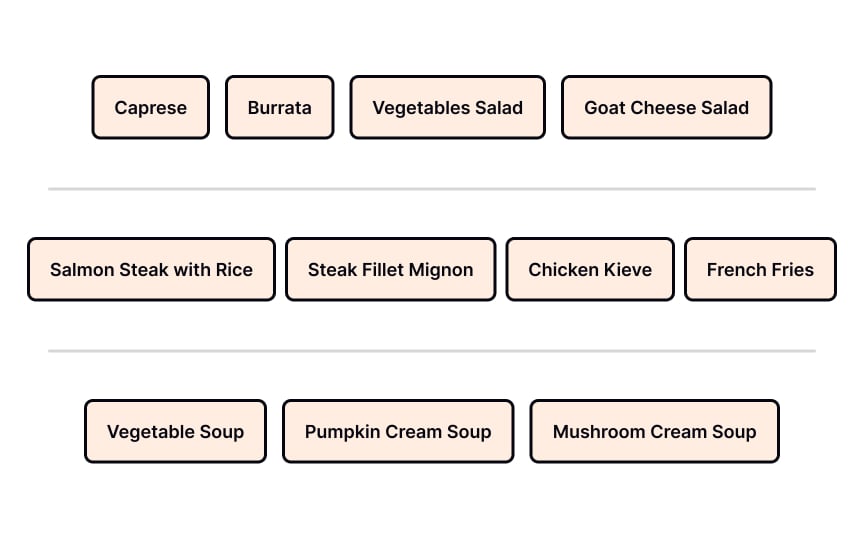 Caprese Burrata Vegetables Salad Goat Cheese Salad
Salmon Steak with Rice Steak Fillet Mignon Chicken Kieve French Fries
Vegetable Soup Pumpkin Cream Soup Mushroom Cream Soup